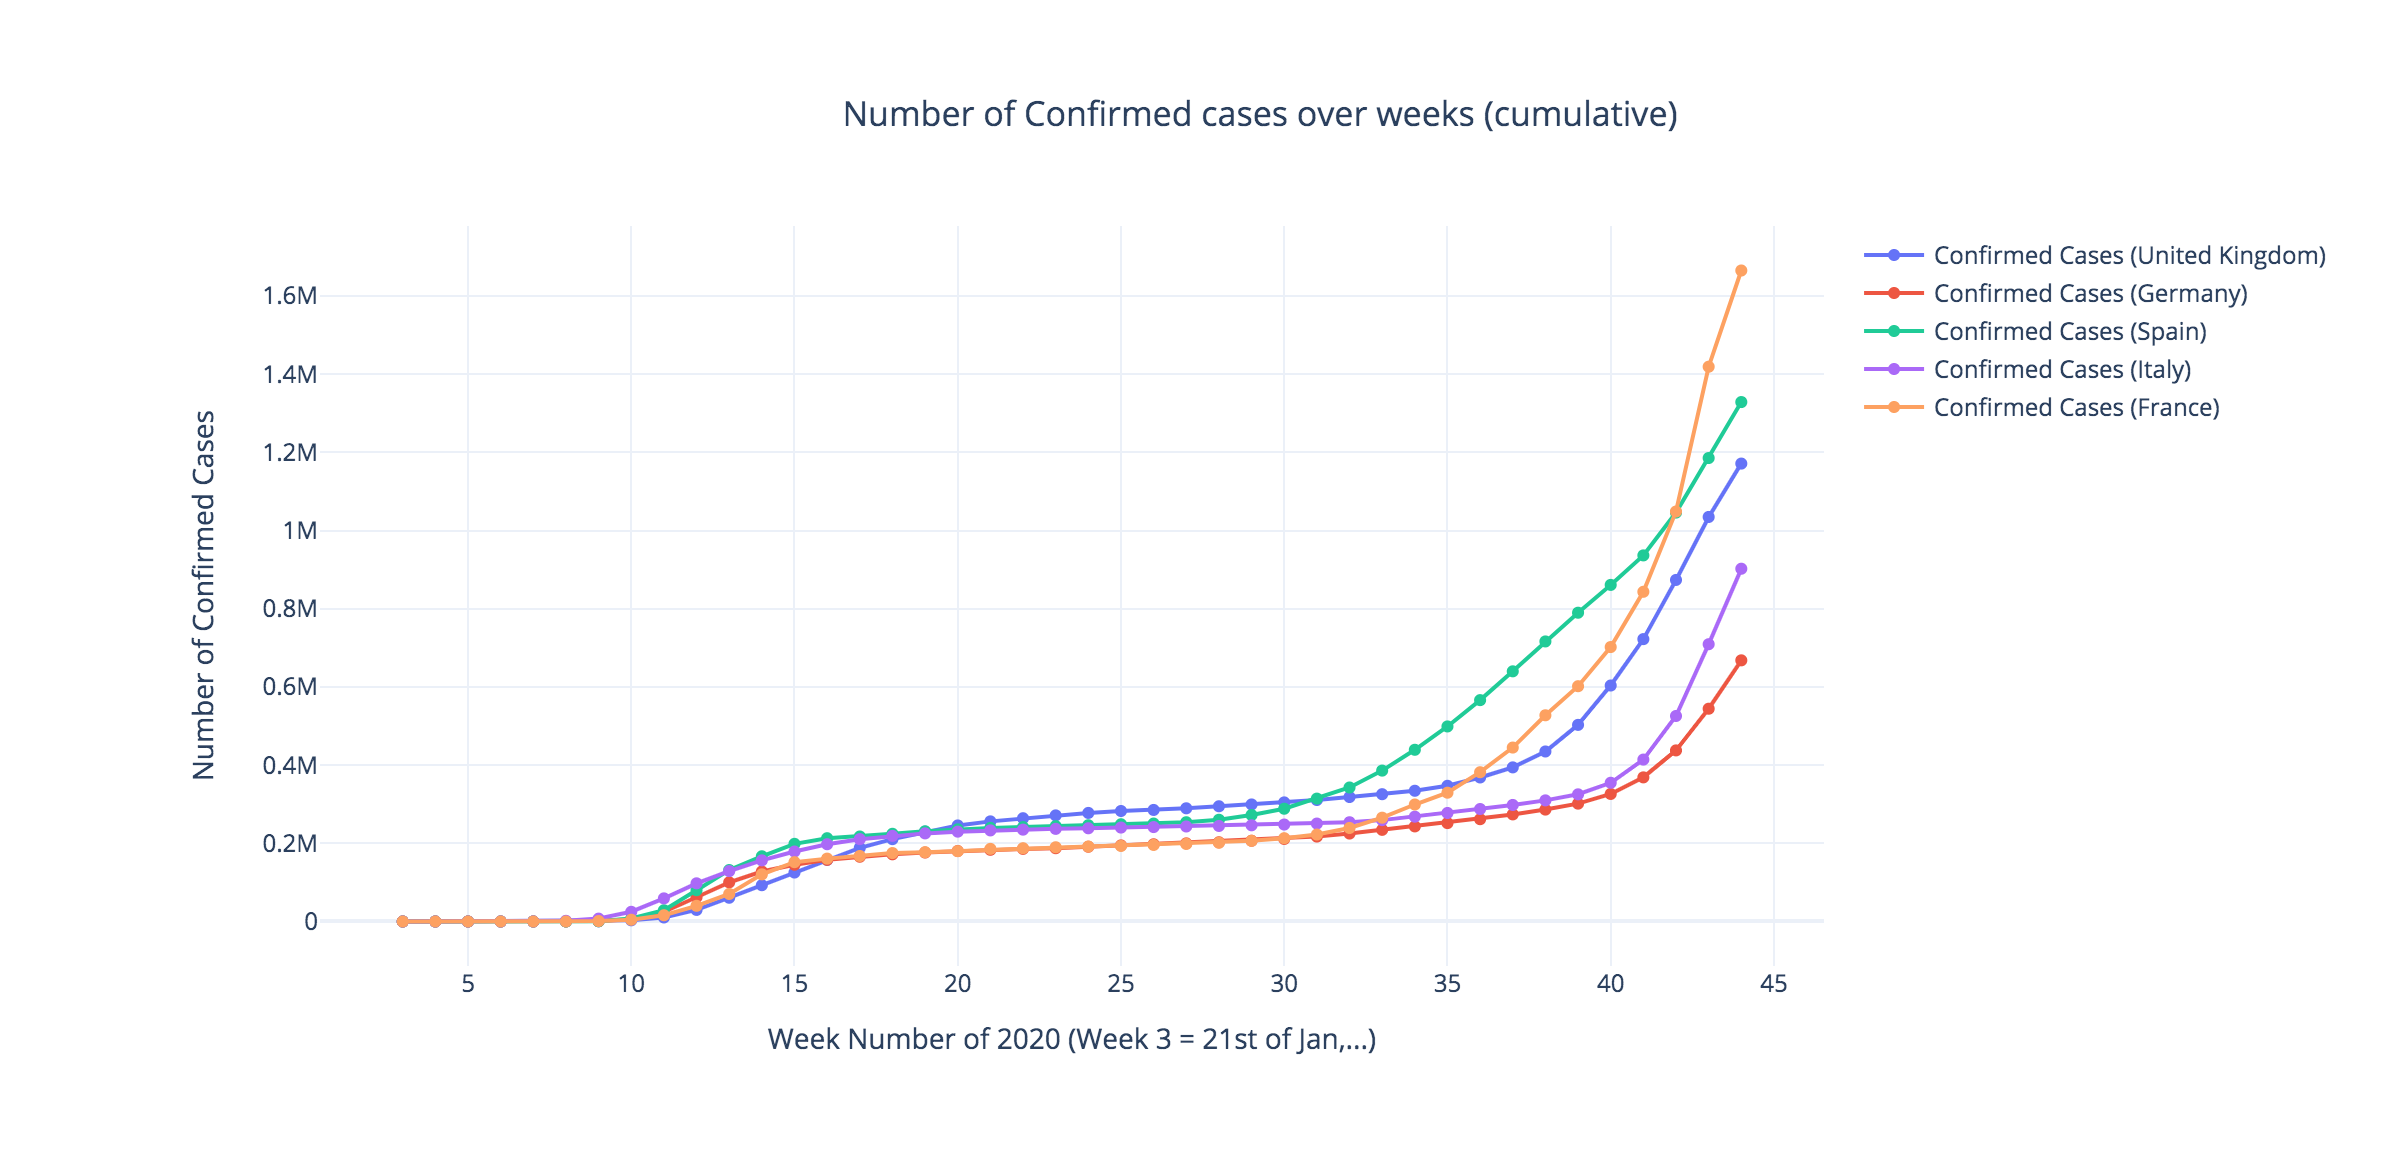 Number of Confirmed cases over weeks (cumulative)
Confirmed Cases (United Kingdom)
Confirmed Cases (Germany)
Confirmed Cases (Spain)
Confirmed Cases (Italy)
Confirmed Cases (France)
Number of Confirmed Cases
1.6M
1.4M
1.2M
1M
0.8M
0.6M
0.4M
0.2M
0
5 10 15 20 25 30 35 40 45
Week Number of 2020 (Week 3 = 21st of Jan,...)